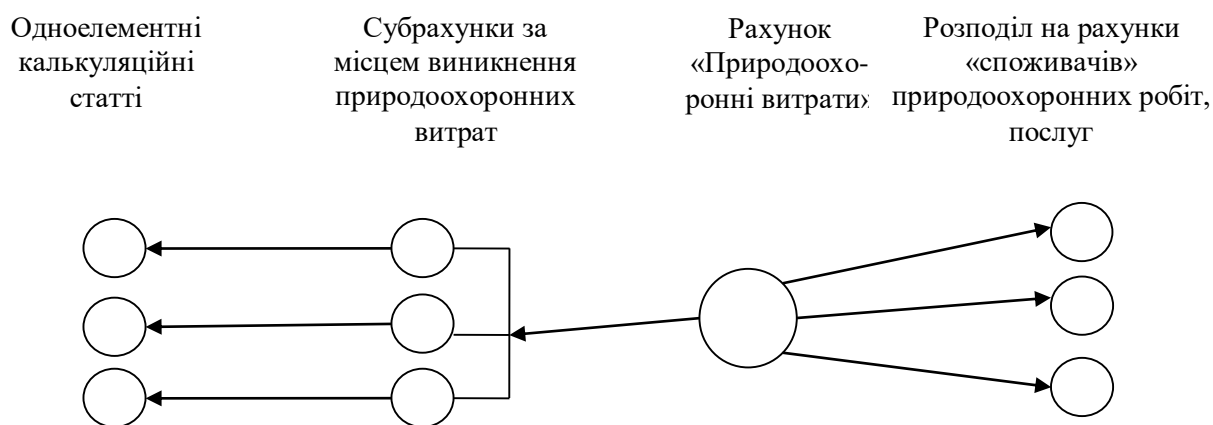 Одноелементні
калькуляційні
статті
Субрахунки за
місцем виникнення
природоохоронних
витрат
Рахунок
«Природоохо-
ронні витрати»
Розподіл на рахунки
«споживачів»
природоохоронних робіт,
послуг